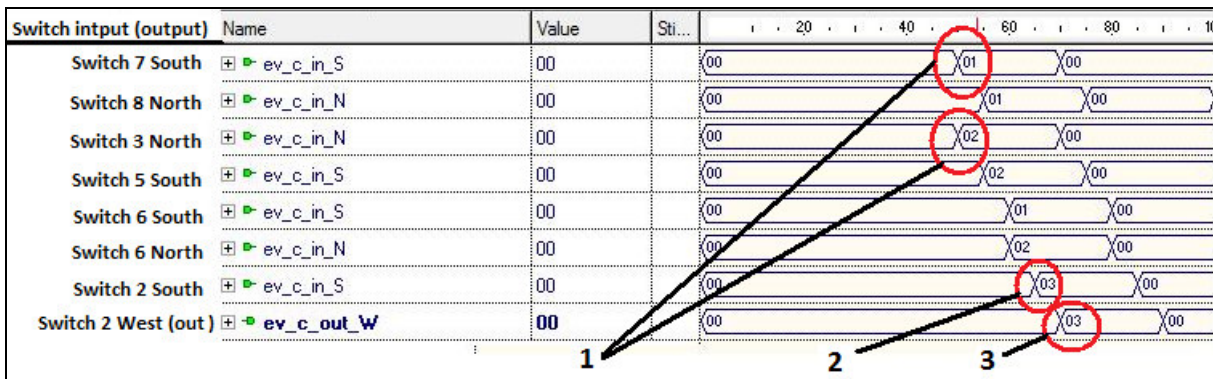 Switch intput (output) Name Value Sti... 20 40 60 80
Switch 7 South ev_c_in_S 00 00 01 00
Switch 8 North ev_c_in_N 00 00 01 00
Switch 3 North ev_c_in_N 00 00 02 00
Switch 5 South ev_c_in_S 00 00 02 00
Switch 6 South ev_c_in_S 00 00 01 00
Switch 6 North ev_c_in_N 00 00 02 00
Switch 2 South ev_c_in_S 00 00 03 00
Switch 2 West (out) ev_c_out_W 00 00 03 00
1 2 3